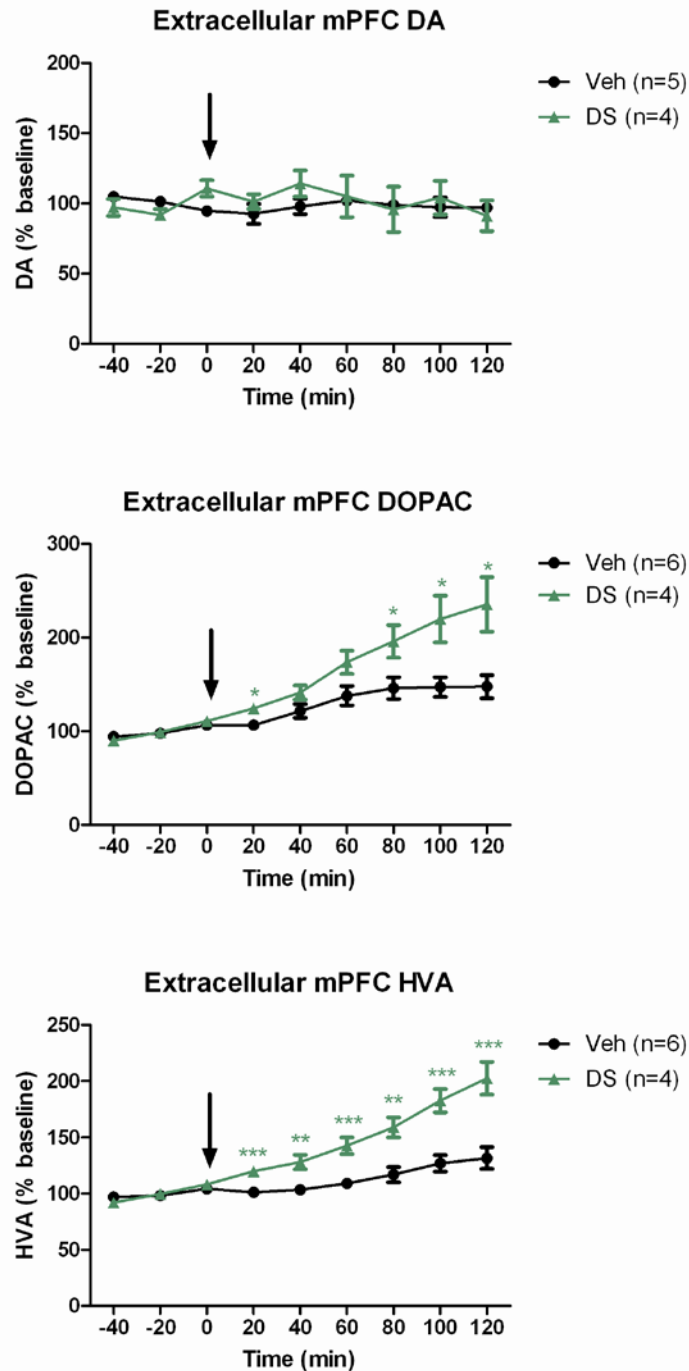 Extracellular mPFC DA
200
150
100
50
0
DA (% baseline)
-40 -20 0 20 40 60 80 100 120
Time (min)
Veh (n=5)
DS (n=4)
Extracellular mPFC DOPAC
300
200
100
0
DOPAC (% baseline)
* * * *
-40 -20 0 20 40 60 80 100 120
Time (min)
Veh (n=6)
DS (n=4)
Extracellular mPFC HVA
250
200
150
100
50
0
HVA (% baseline)
*** ** *** ** *** ***
-40 -20 0 20 40 60 80 100 120
Time (min)
Veh (n=6)
DS (n=4)